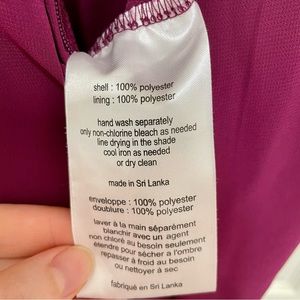 shell : 100% polyester
lining : 100% polyester
hand wash separately
only non-chlorine bleach as needed
line drying in the shade
cool iron as needed
or dry clean
made in Sri Lanka
enveloppe : 100% polyester
doublure : 100% polyester
laver à la main séparément
blanchir avec un agent
non chloré au besoin seulement
étendre pour sécher a l'ombre
repasser à froid au besoin
ou nettoyer à sec
fabriqué en Sri Lanka